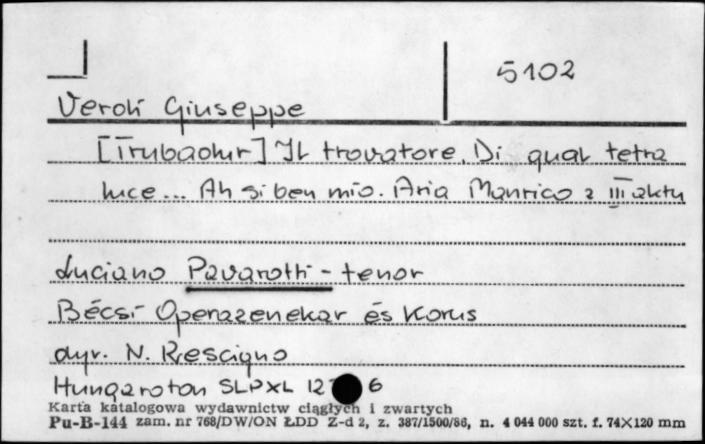 5102
Verdi Giuseppe
[Trubadur] Il trovatore. Di qual tetra
luce... Ah si ben mio. Aria Manrico z III aktu
Luciano Pavarotti - tenor
Bécsi Operazenekar és Korus
dyr. N. Rescigno
Hungaroton SLPXL 12 6
Karta katalogowa wydawnictw ciągłych i zwartych
Pu-B-144 zam. nr 768/DW/ON ŁDD Z-d 2, z. 387/1500/86, n. 4 044 000 szt. f. 74X120 mm